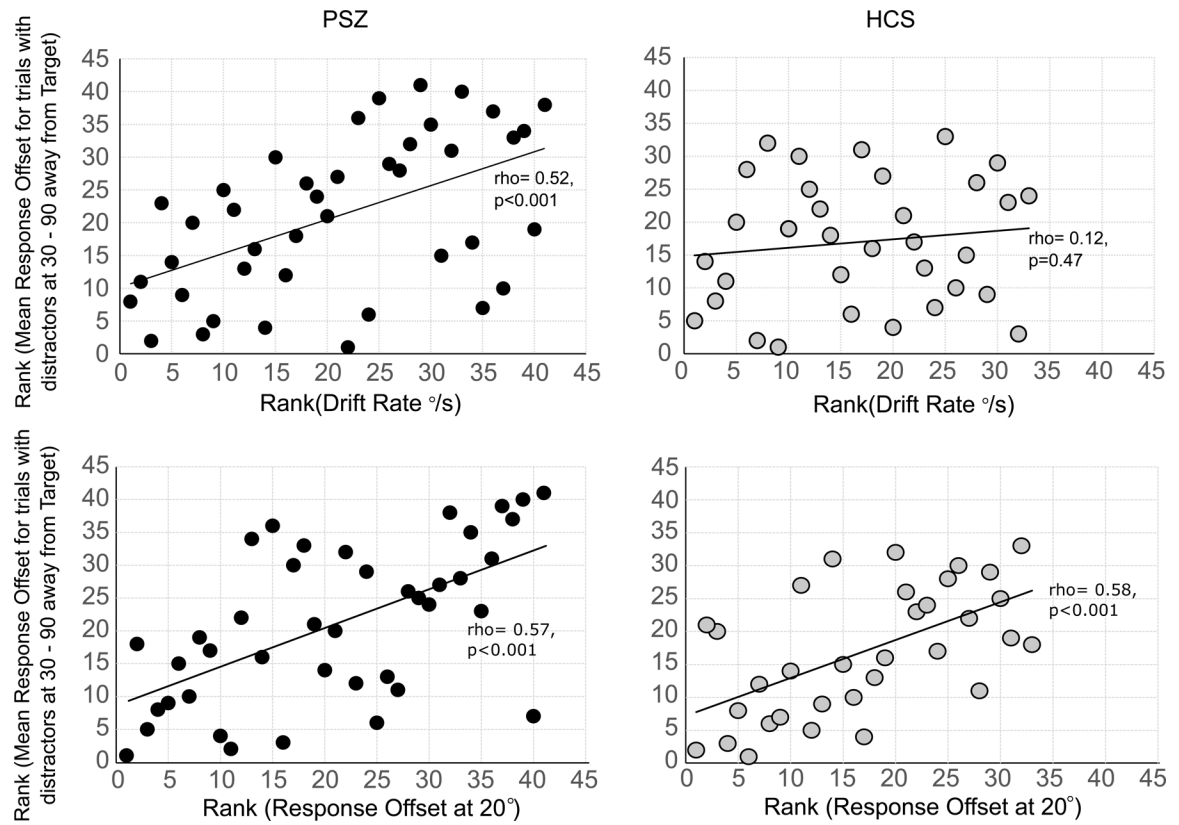 PSZ
HCS
Rank (Mean Response Offset for trials with
distractors at 30 - 90 away from Target)
45
40
35
30
25
20
15
10
5
0
0 5 10 15 20 25 30 35 40 45
rho= 0.52,
p<0.001
Rank(Drift Rate °/s)
45
40
35
30
25
20
15
10
5
0
0 5 10 15 20 25 30 35 40 45
rho= 0.12,
p=0.47
Rank(Drift Rate °/s)
Rank (Mean Response Offset for trials with
distractors at 30 - 90 away from Target)
45
40
35
30
25
20
15
10
5
0
0 5 10 15 20 25 30 35 40 45
rho= 0.57,
p<0.001
Rank (Response Offset at 20°)
45
40
35
30
25
20
15
10
5
0
0 5 10 15 20 25 30 35 40 45
rho= 0.58,
p<0.001
Rank (Response Offset at 20°)